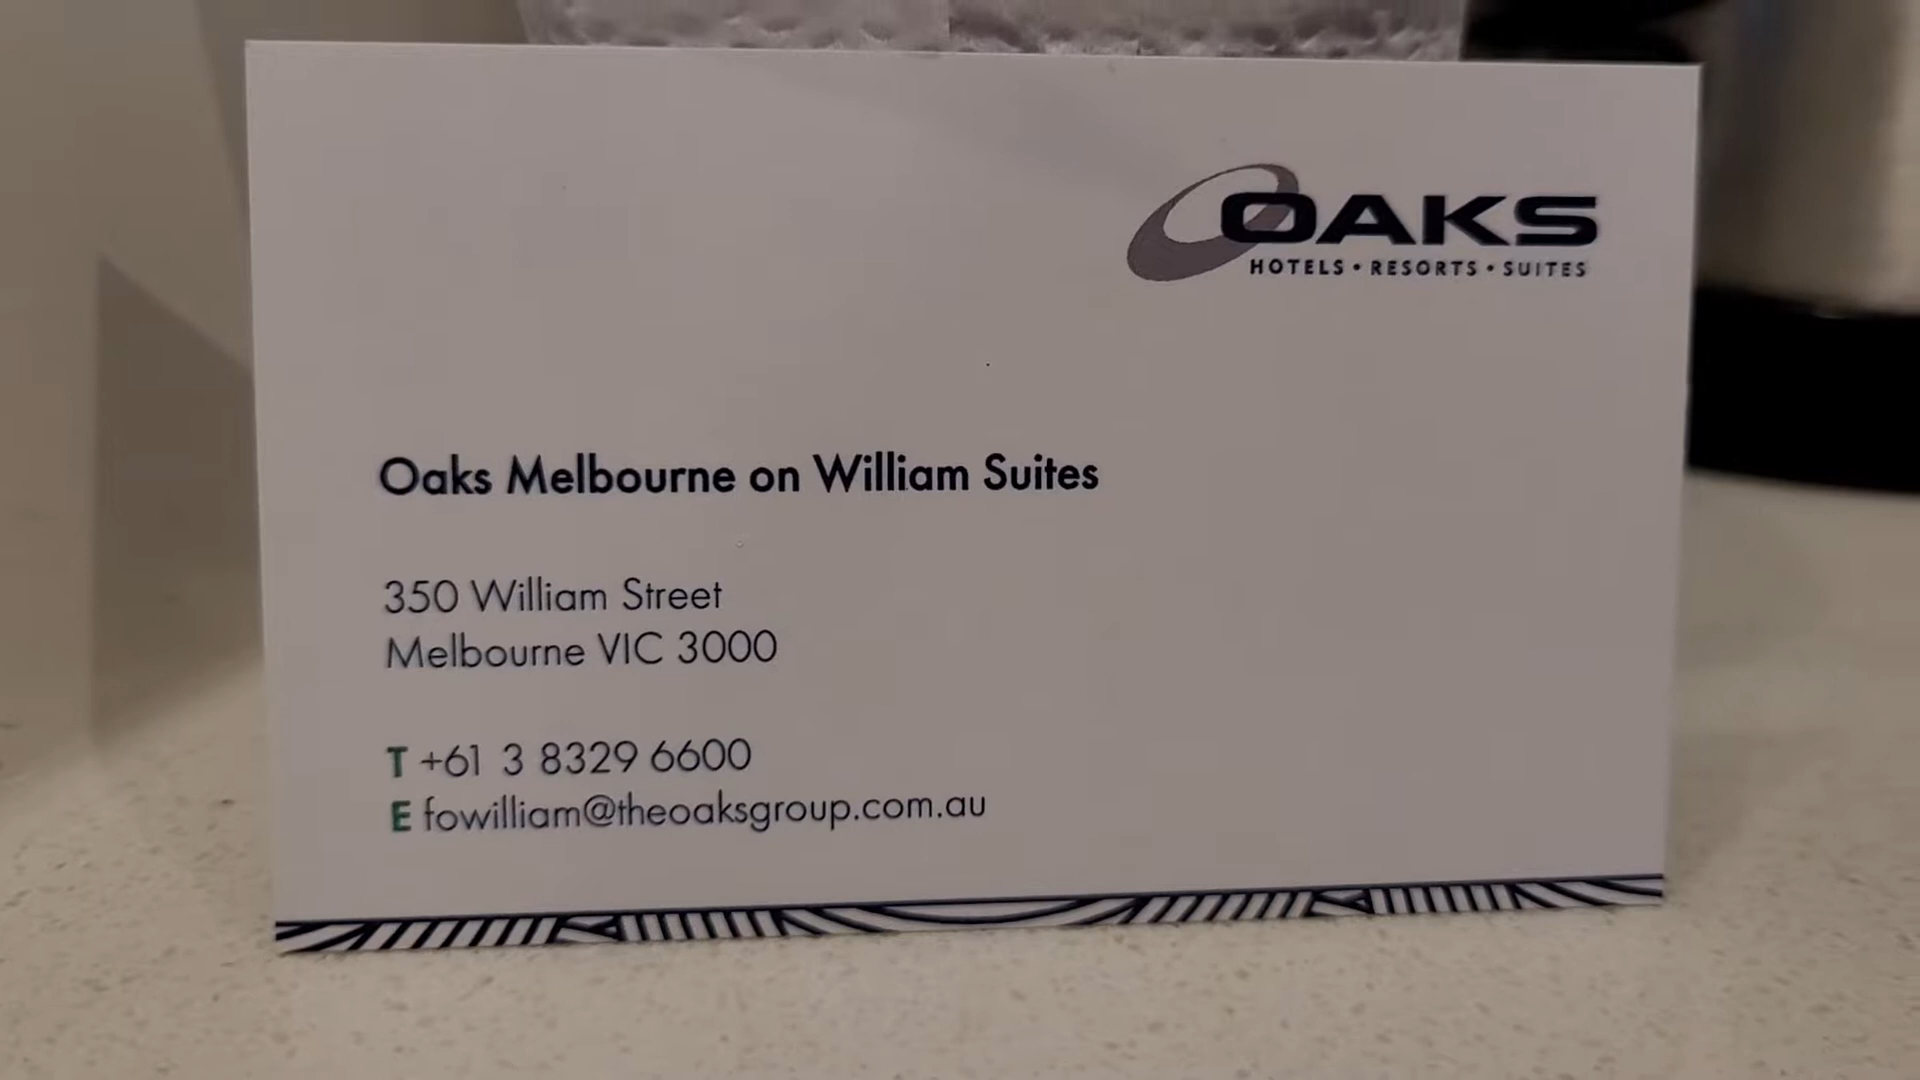 OAKS
HOTELS • RESORTS • SUITES
Oaks Melbourne on William Suites
350 William Street
Melbourne VIC 3000
T +61 3 8329 6600
E fowilliam@theoaksgroup.com.au